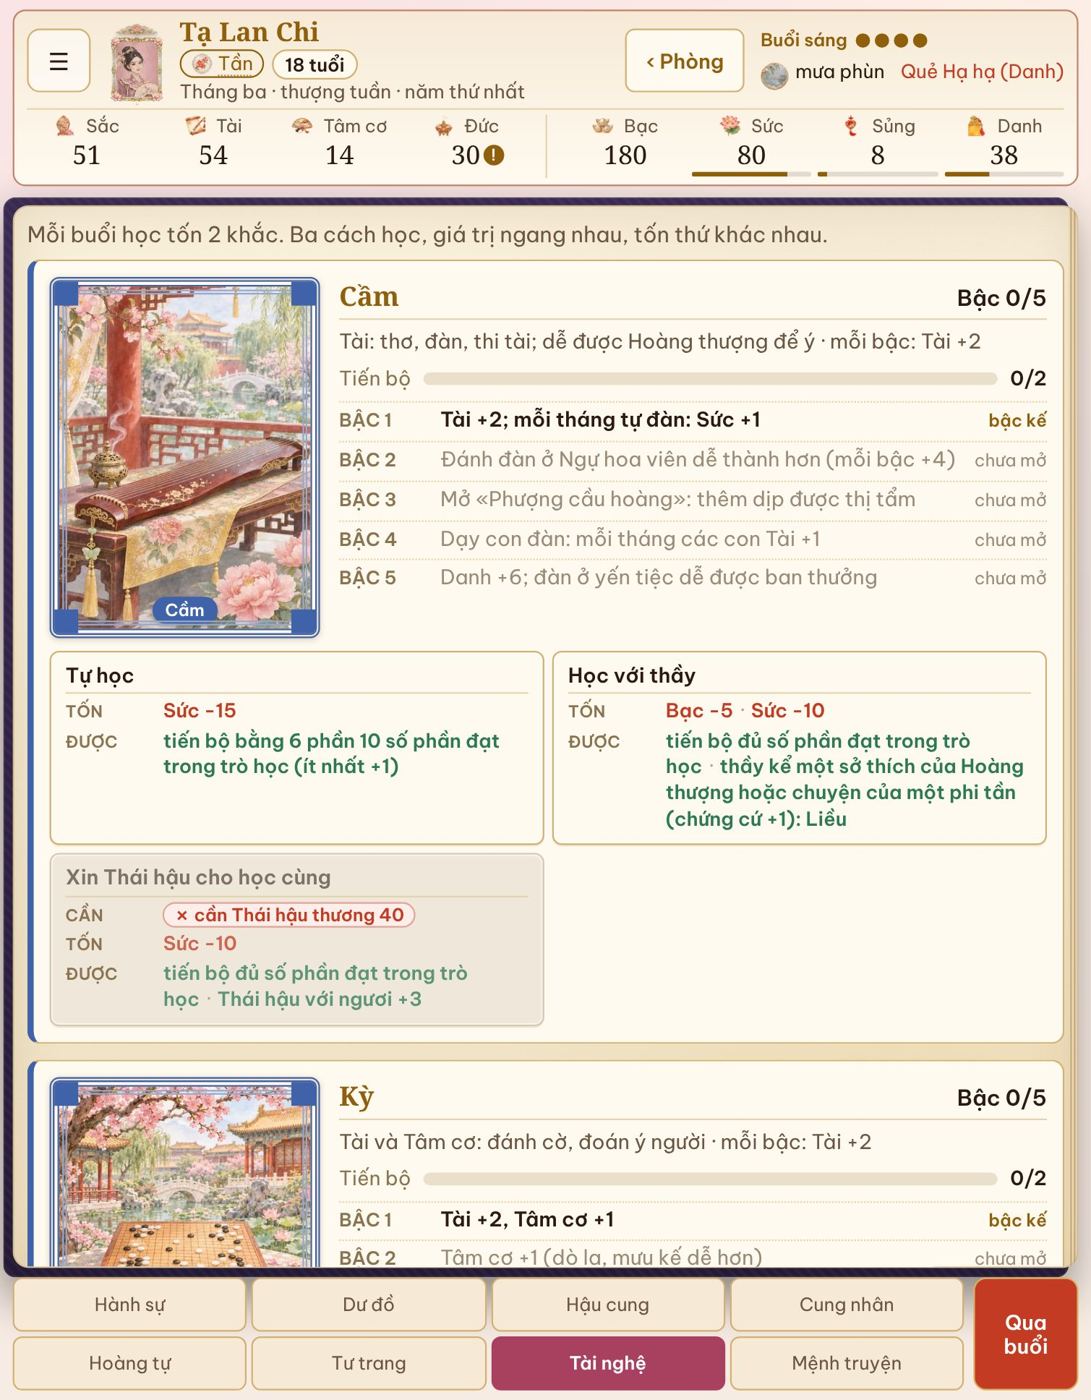 ☰
Tạ Lan Chi
Tần
18 tuổi
Tháng ba · thượng tuần · năm thứ nhất
‹ Phòng
Buổi sáng
mưa phùn
Quẻ Hạ hạ (Danh)
Sắc
51
Tài
54
Tâm cơ
14
Đức
30 !
Bạc
180
Sức
80
Sủng
8
Danh
38
Mỗi buổi học tốn 2 khắc. Ba cách học, giá trị ngang nhau, tốn thứ khác nhau.
Cầm
Cầm
Bậc 0/5
Tài: thơ, đàn, thi tài; dễ được Hoàng thượng để ý · mỗi bậc: Tài +2
Tiến bộ 0/2
BẬC 1 Tài +2; mỗi tháng tự đàn: Sức +1 bậc kế
BẬC 2 Đánh đàn ở Ngự hoa viên dễ thành hơn (mỗi bậc +4) chưa mở
BẬC 3 Mở «Phượng cầu hoàng»: thêm dịp được thị tẩm chưa mở
BẬC 4 Dạy con đàn: mỗi tháng các con Tài +1 chưa mở
BẬC 5 Danh +6; đàn ở yến tiệc dễ được ban thưởng chưa mở
Tự học
TỐN Sức -15
ĐƯỢC tiến bộ bằng 6 phần 10 số phần đạt
trong trò học (ít nhất +1)
Học với thầy
TỐN Bạc -5 · Sức -10
ĐƯỢC tiến bộ đủ số phần đạt trong trò
học · thầy kể một sở thích của Hoàng
thượng hoặc chuyện của một phi tần
(chứng cứ +1): Liều
Xin Thái hậu cho học cùng
CẦN × cần Thái hậu thương 40
TỐN Sức -10
ĐƯỢC tiến bộ đủ số phần đạt trong trò
học · Thái hậu với ngươi +3
Kỳ
Bậc 0/5
Tài và Tâm cơ: đánh cờ, đoán ý người · mỗi bậc: Tài +2
Tiến bộ 0/2
BẬC 1 Tài +2, Tâm cơ +1 bậc kế
BẬC 2 Tâm cơ +1 (dò la, mưu kế dễ hơn) chưa mở
Hành sự
Dư đồ
Hậu cung
Cung nhân
Qua
buổi
Hoàng tự
Tư trang
Tài nghệ
Mệnh truyện